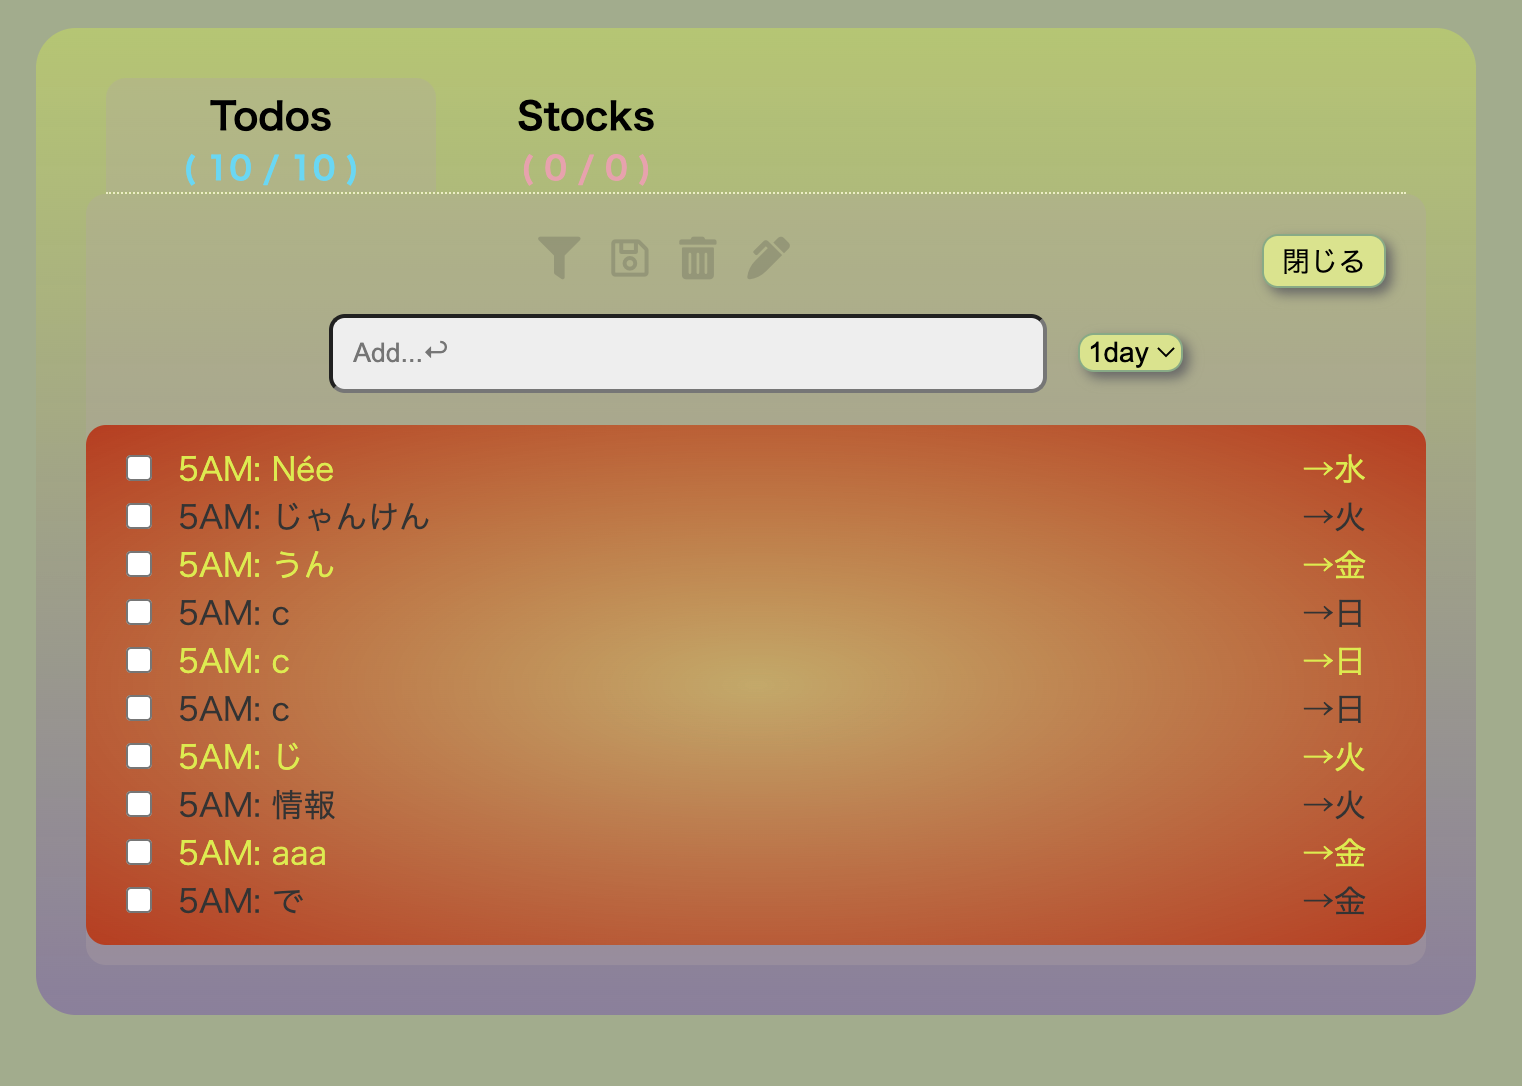 Todos Stocks
( 10 / 10 ) ( 0 / 0 )
閉じる
Add...↩ 1day
5AM: Née →水
5AM: じゃんけん →火
5AM: うん →金
5AM: c →日
5AM: c →日
5AM: c →日
5AM: じ →火
5AM: 情報 →火
5AM: aaa →金
5AM: で →金